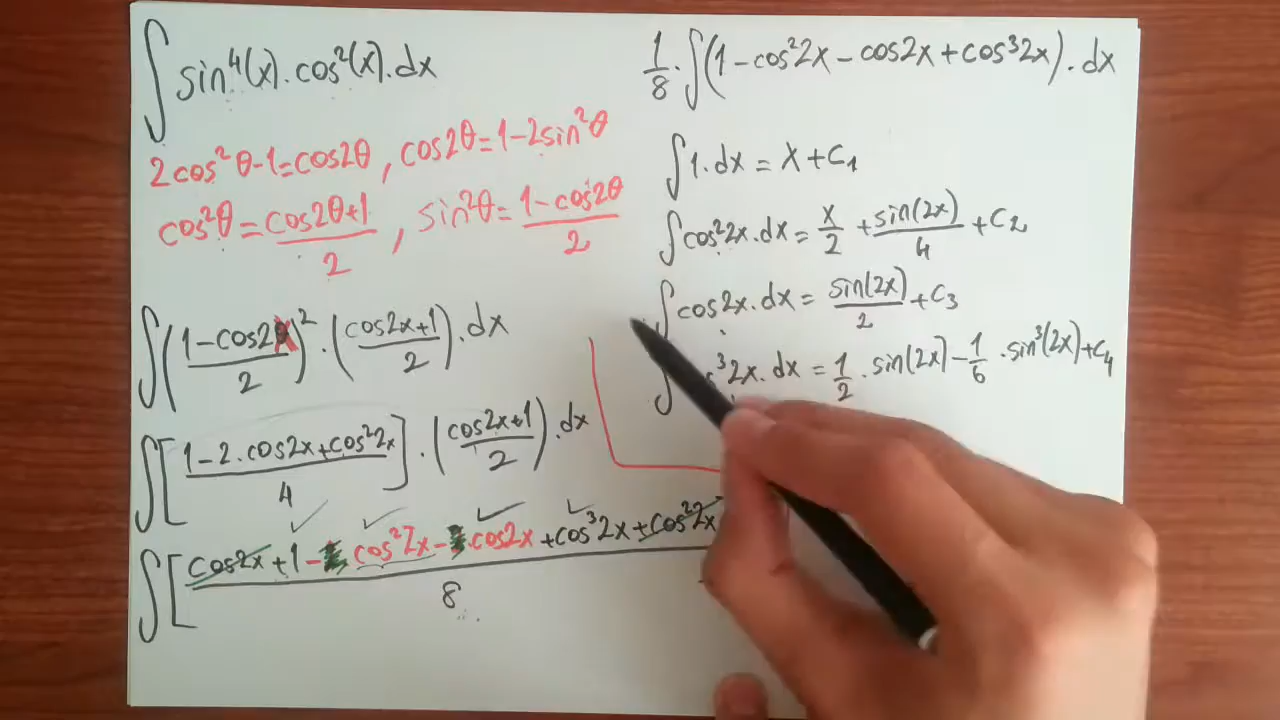 ∫ sin⁴(x).cos²(x).dx
2cos²θ-1=cos2θ, cos2θ=1-2sin²θ
cos²θ = (cos2θ+1)/2, sin²θ = (1-cos2θ)/2
∫ ((1-cos2x)/2)² . ((cos2x+1)/2) . dx
∫ [(1-2.cos2x+cos²2x)/4] . ((cos2x+1)/2) . dx
∫ [(cos2x+1- cos²2x- .cos2x+cos³2x+cos²2x)/8
1/8 . ∫(1-cos²2x-cos2x+cos³2x).dx
∫1.dx = x+C₁
∫cos²2x.dx = x/2 + sin(2x)/4 + C₂
∫cos2x.dx = sin(2x)/2 + C₃
∫ ³2x.dx = 1/2 . sin(2x) - 1/6 . sin³(2x)+C₄